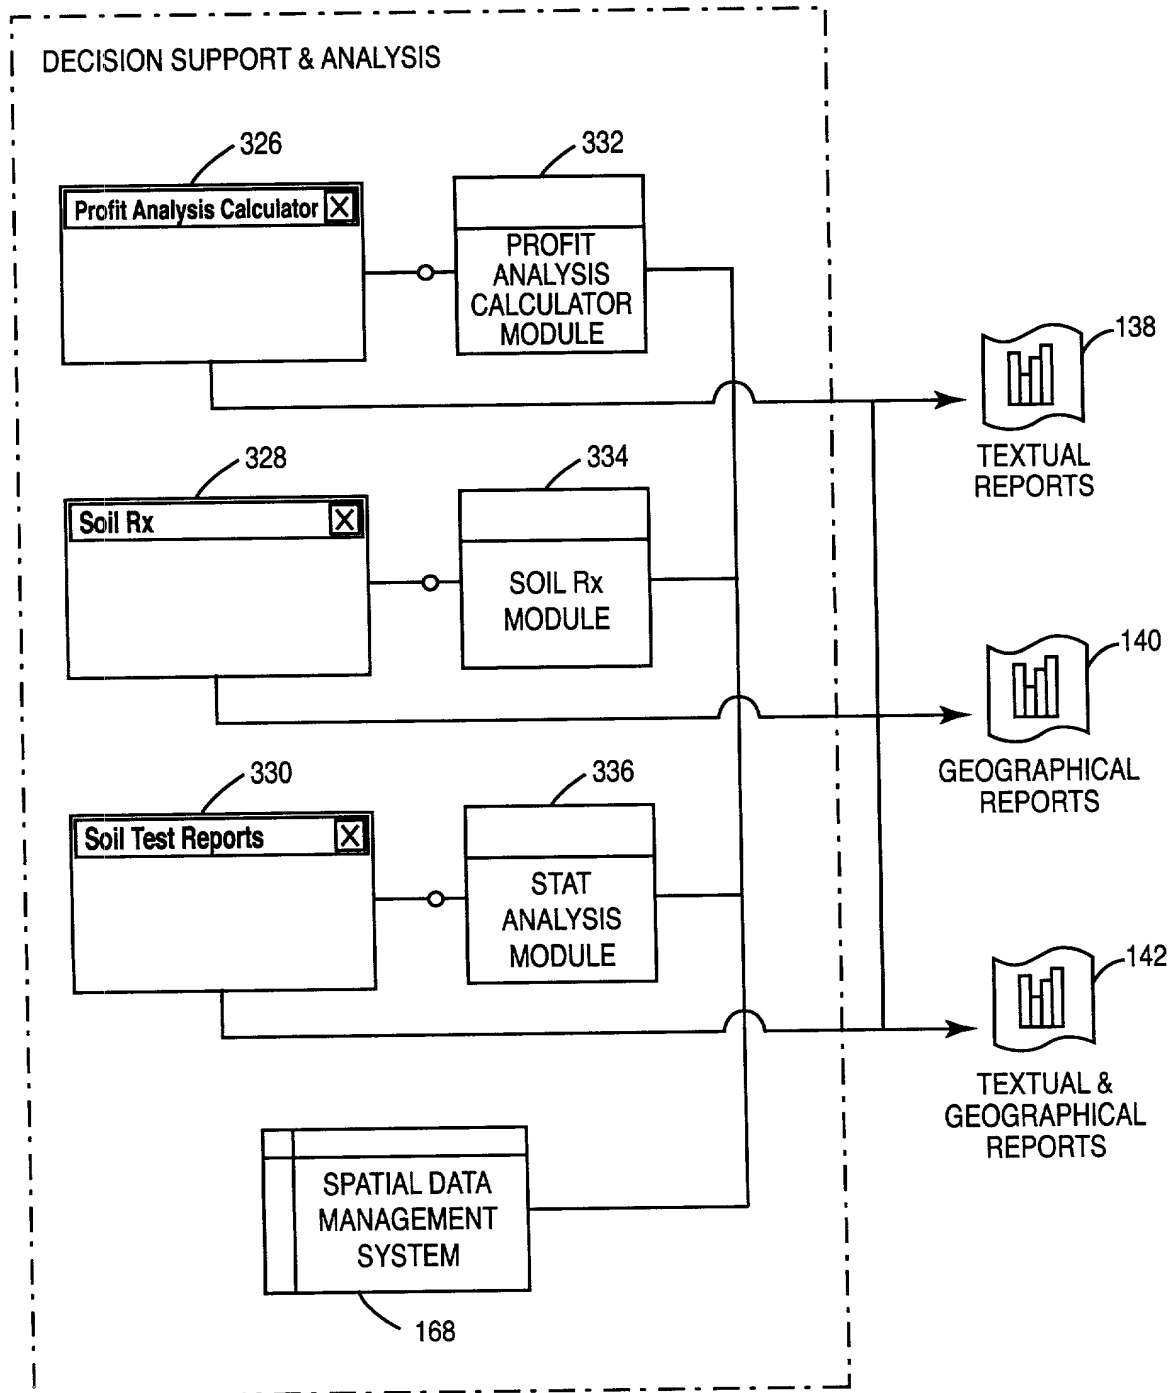 DECISION SUPPORT & ANALYSIS
326
332
Profit Analysis Calculator
PROFIT
ANALYSIS
CALCULATOR
MODULE
138
TEXTUAL
REPORTS
328
334
Soil Rx
SOIL Rx
MODULE
140
GEOGRAPHICAL
REPORTS
330
336
Soil Test Reports
STAT
ANALYSIS
MODULE
142
TEXTUAL &
GEOGRAPHICAL
REPORTS
SPATIAL DATA
MANAGEMENT
SYSTEM
168